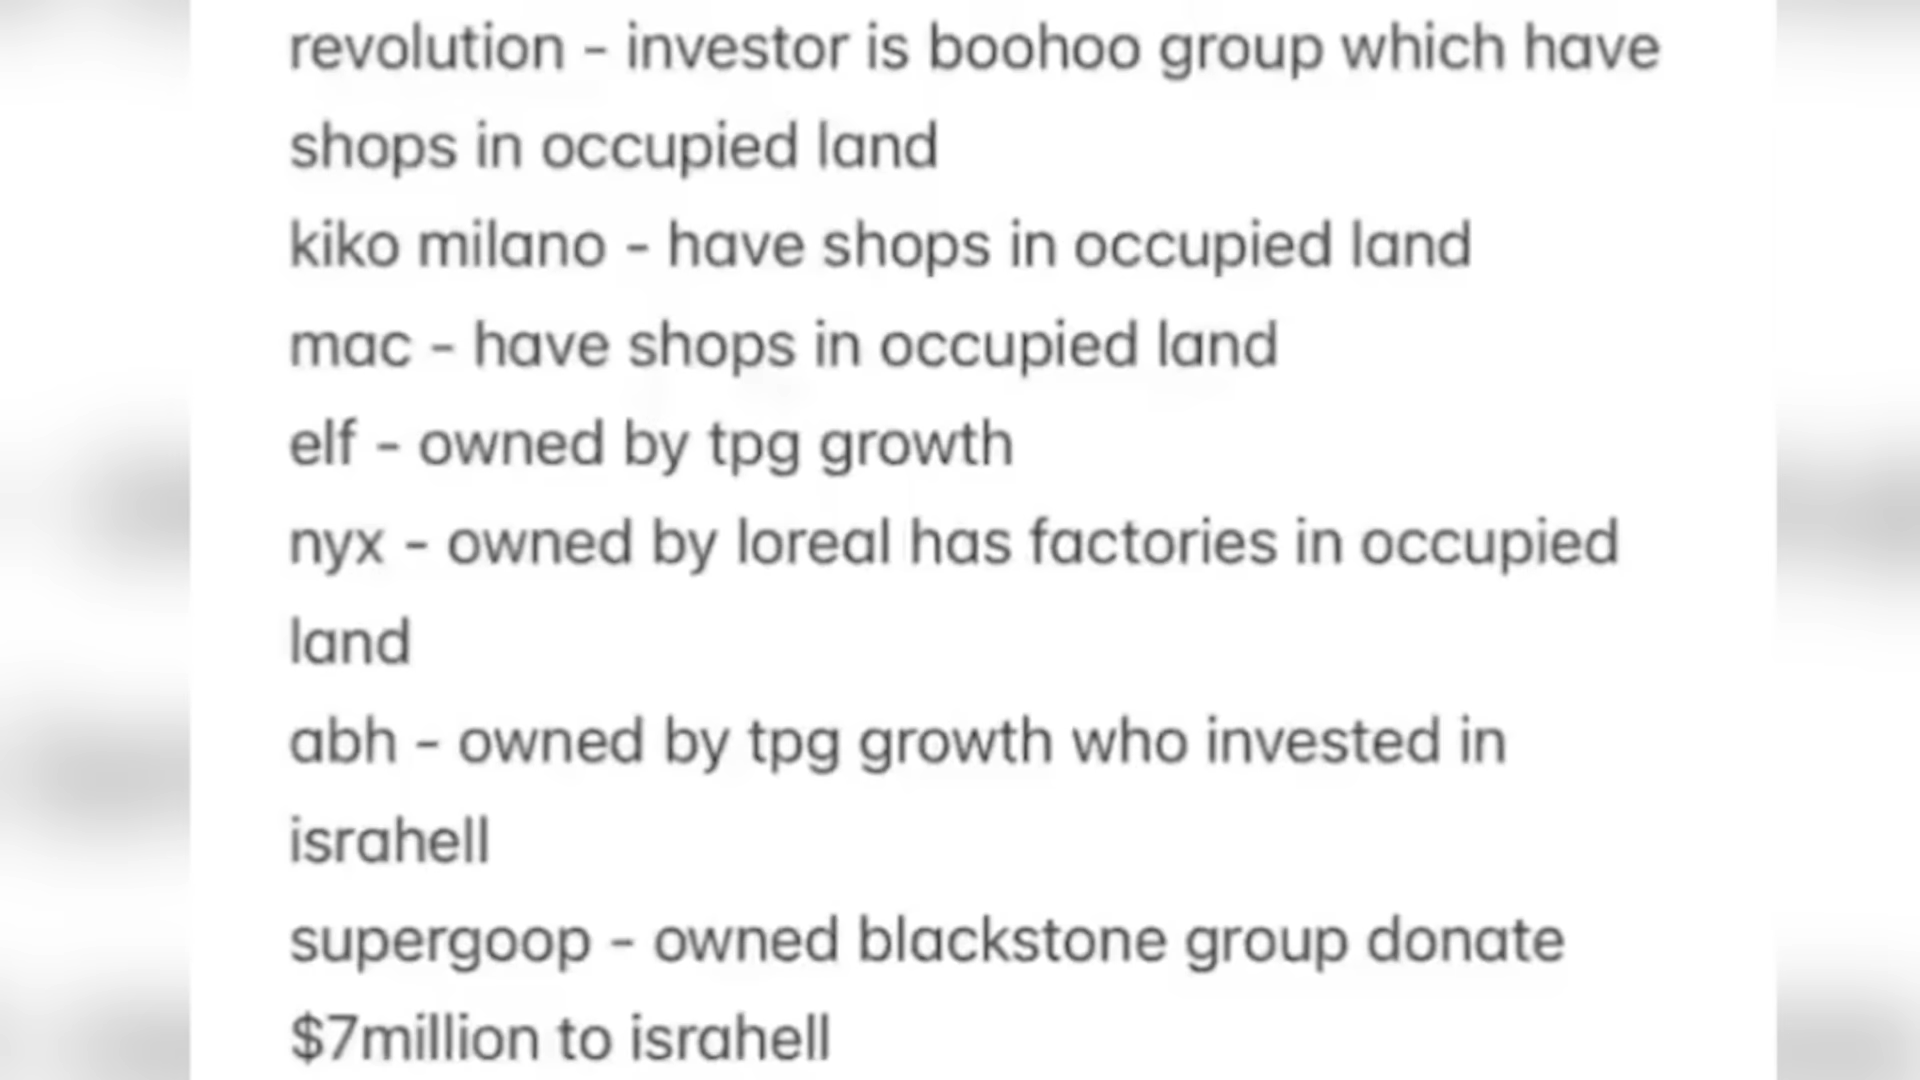 revolution - investor is boohoo group which have
shops in occupied land
kiko milano - have shops in occupied land
mac - have shops in occupied land
elf - owned by tpg growth
nyx - owned by loreal has factories in occupied
land
abh - owned by tpg growth who invested in
israhell
supergoop - owned blackstone group donate
$7million to israhell